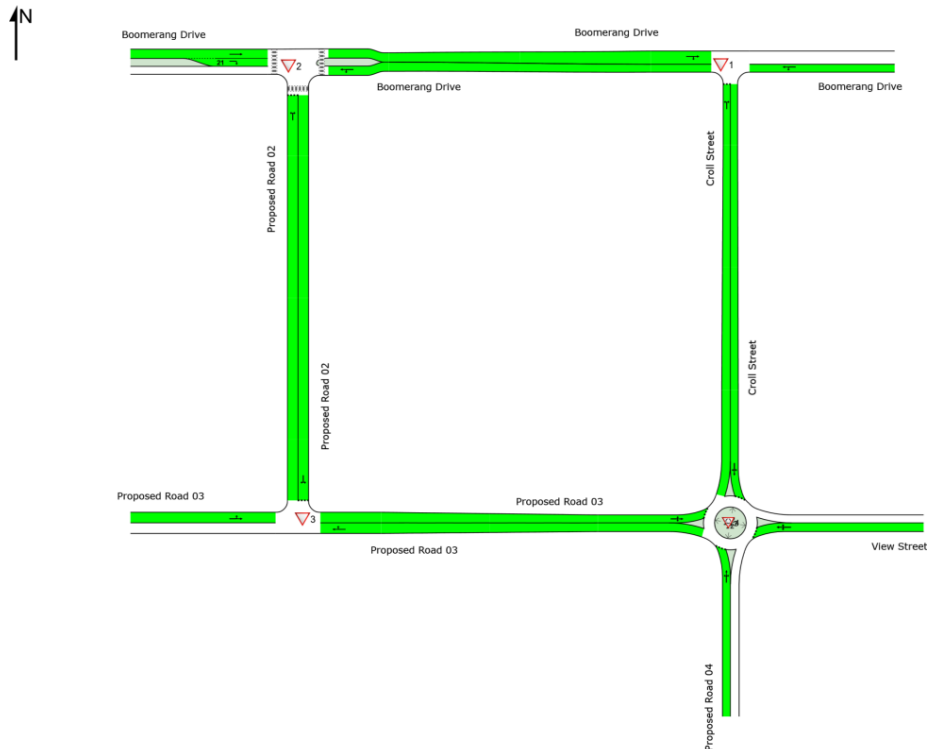 N
Boomerang Drive
Boomerang Drive
21
2
1
Boomerang Drive
Boomerang Drive
Proposed Road 02
Croll Street
Proposed Road 02
Croll Street
Proposed Road 03
Proposed Road 03
3
Proposed Road 03
View Street
Proposed Road 04